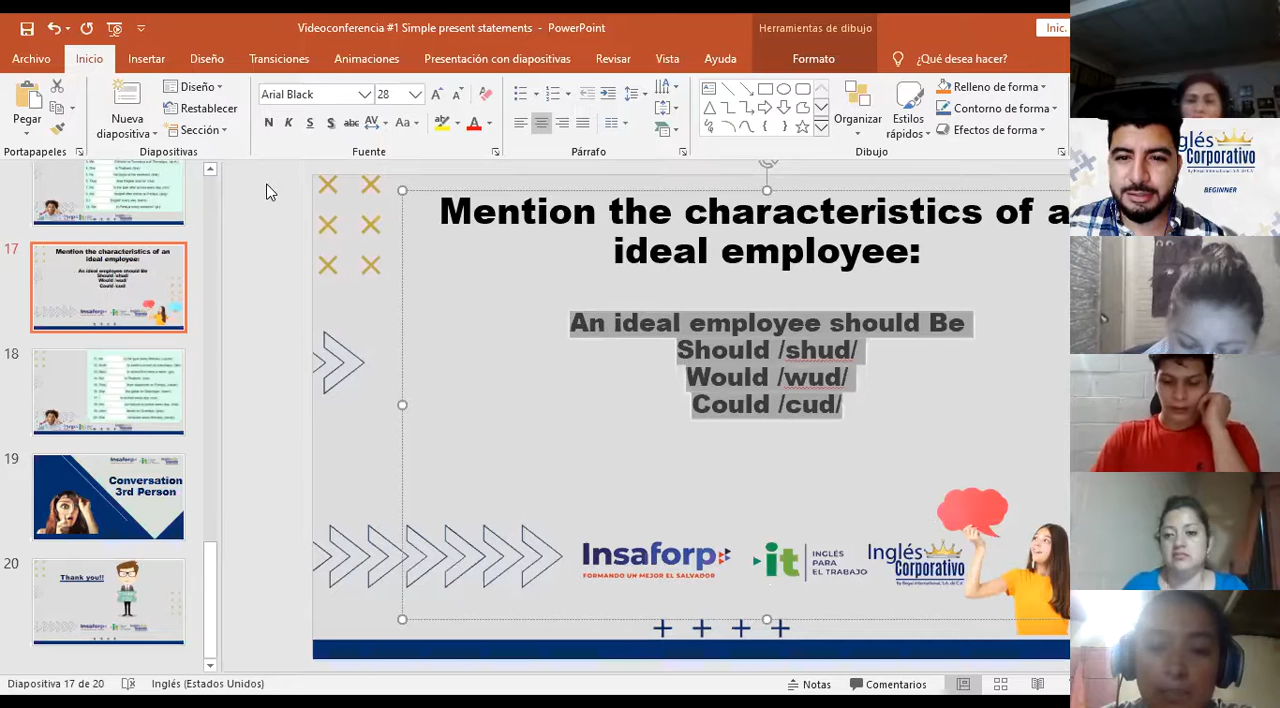 Videoconferencia #1 Simple present statements - PowerPoint
Herramientas de dibujo
Inic.
Archivo
Inicio
Insertar
Diseño
Transiciones
Animaciones
Presentación con diapositivas
Revisar
Vista
Ayuda
Formato
¿Qué desea hacer?
Pegar
Portapapeles
Nueva
diapositiva
Diseño
Restablecer
Sección
Diapositivas
Arial Black
28
N K S S abc AV Aa
Fuente
Párrafo
Organizar
Estilos
rápidos
Relleno de forma
Contorno de forma
Efectos de forma
Dibujo
17
Mention the characteristics of an
ideal employee:
An ideal employee should Be
Should /shud/
Would /wud/
Could /cud/
18
19
Conversation
3rd Person
20
Thank you!!
Mention the characteristics of a
ideal employee:
An ideal employee should Be
Should /shud/
Would /wud/
Could /cud/
Insaforp
FORMANDO UN MEJOR EL SALVADOR
it
INGLÉS
PARA
EL TRABAJO
Inglés
Corporativo
Diapositiva 17 de 20
Inglés (Estados Unidos)
Notas
Comentarios
glés
Corporativo
BEGINNER